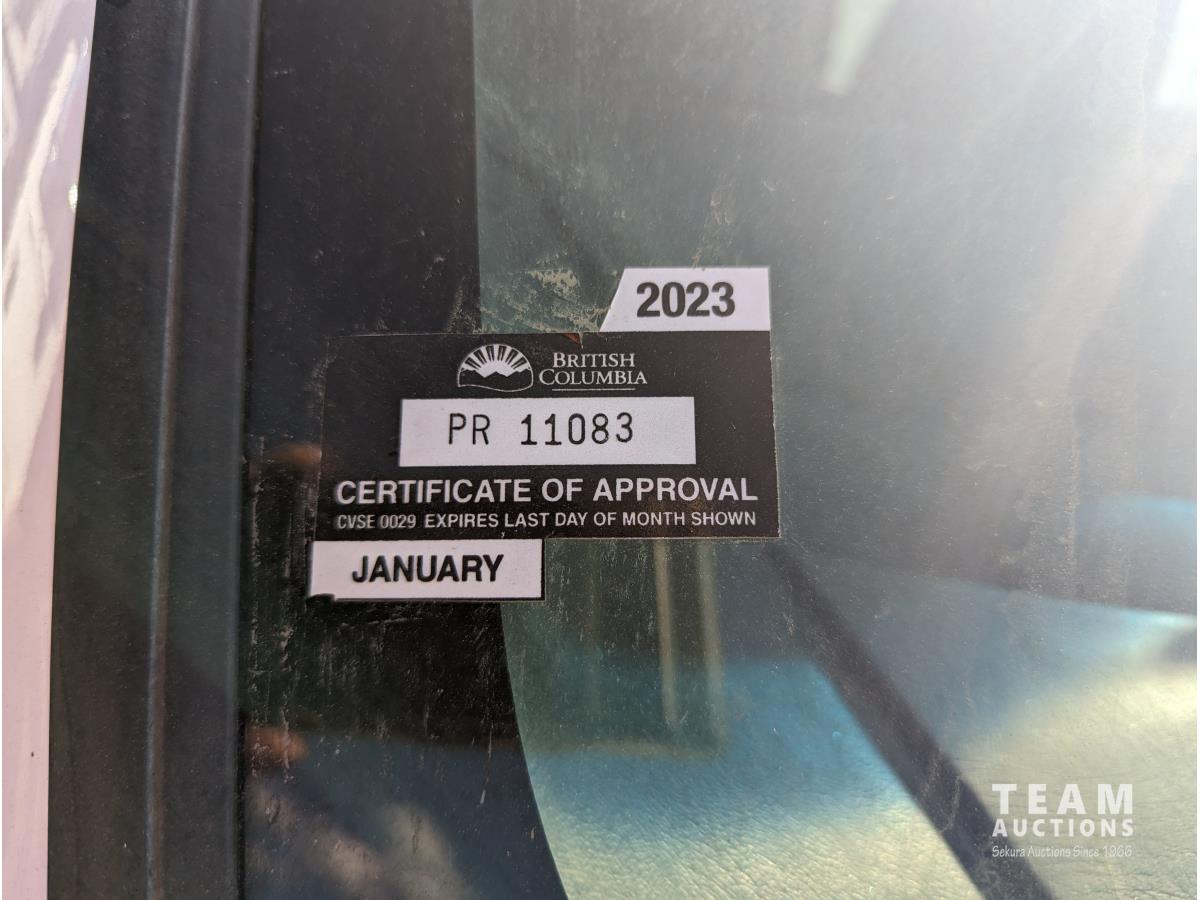 2023
BRITISH
COLUMBIA
PR 11083
CERTIFICATE OF APPROVAL
CVSE 0029 EXPIRES LAST DAY OF MONTH SHOWN
JANUARY
TEAM
AUCTIONS
Sekura Auctions Since 1966